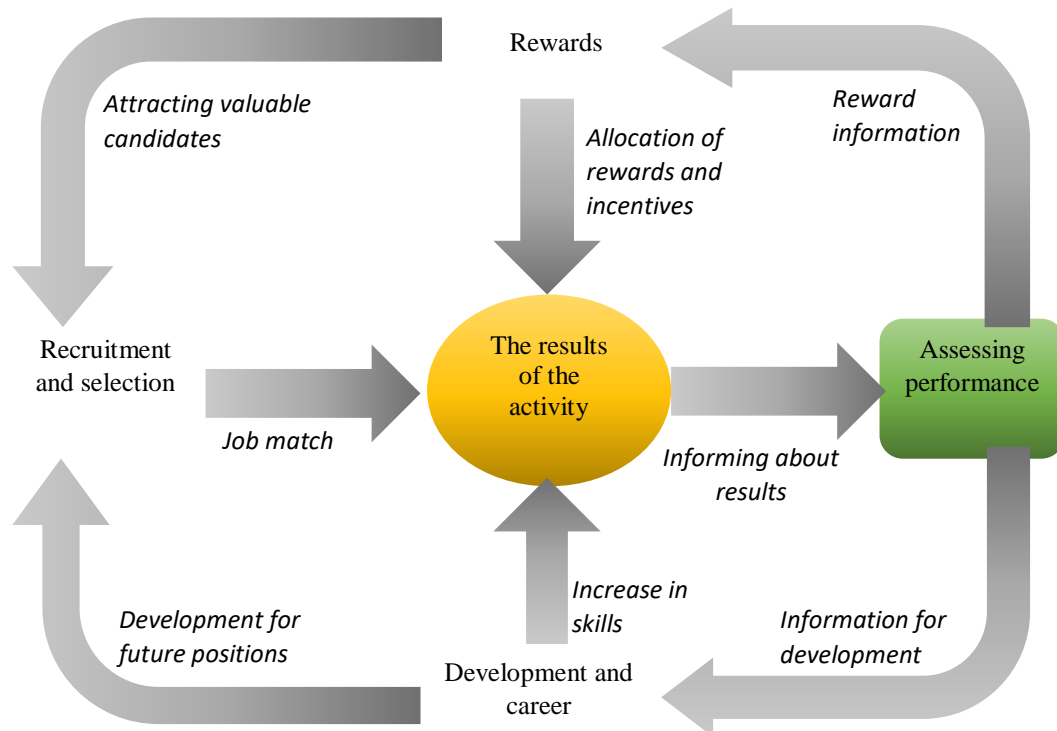 Rewards
Attracting valuable
candidates
Allocation of
rewards and
incentives
Reward
information
Recruitment
and selection
Job match
The results
of the
activity
Informing about
results
Assessing
performance
Development for
future positions
Increase in
skills
Development and
career
Information for
development